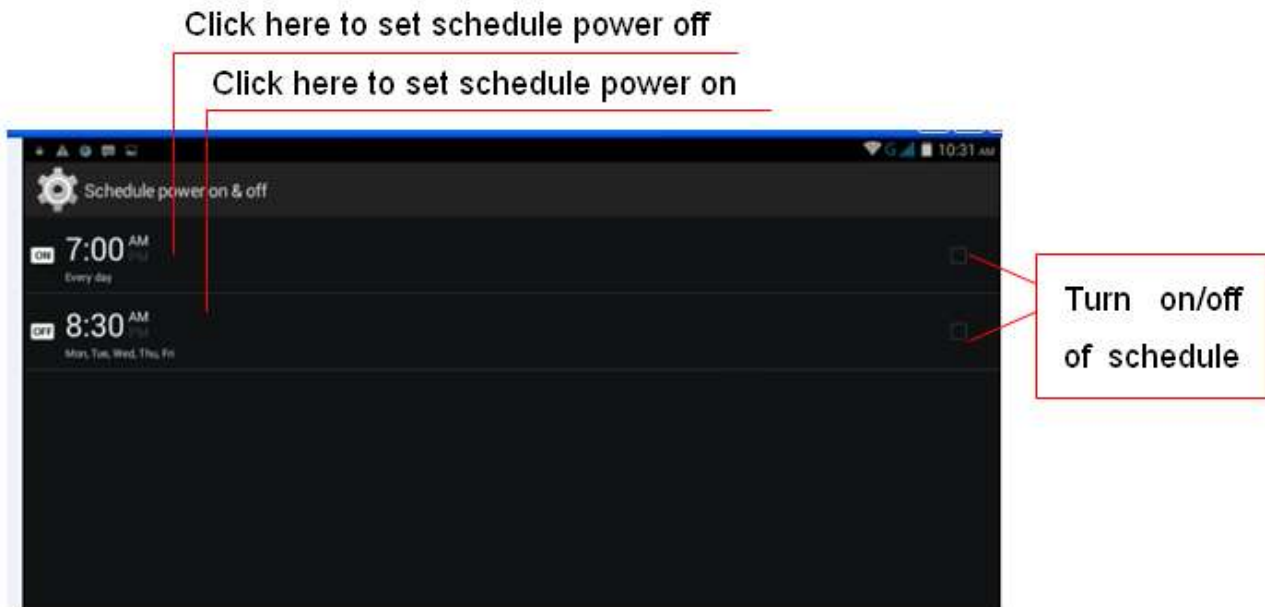 Click here to set schedule power off
Click here to set schedule power on
G 10:31 AM
Schedule power on & off
ON 7:00 AM PM
Every day
OFF 8:30 AM PM
Mon, Tue, Wed, Thu, Fri
Turn on/off
of schedule